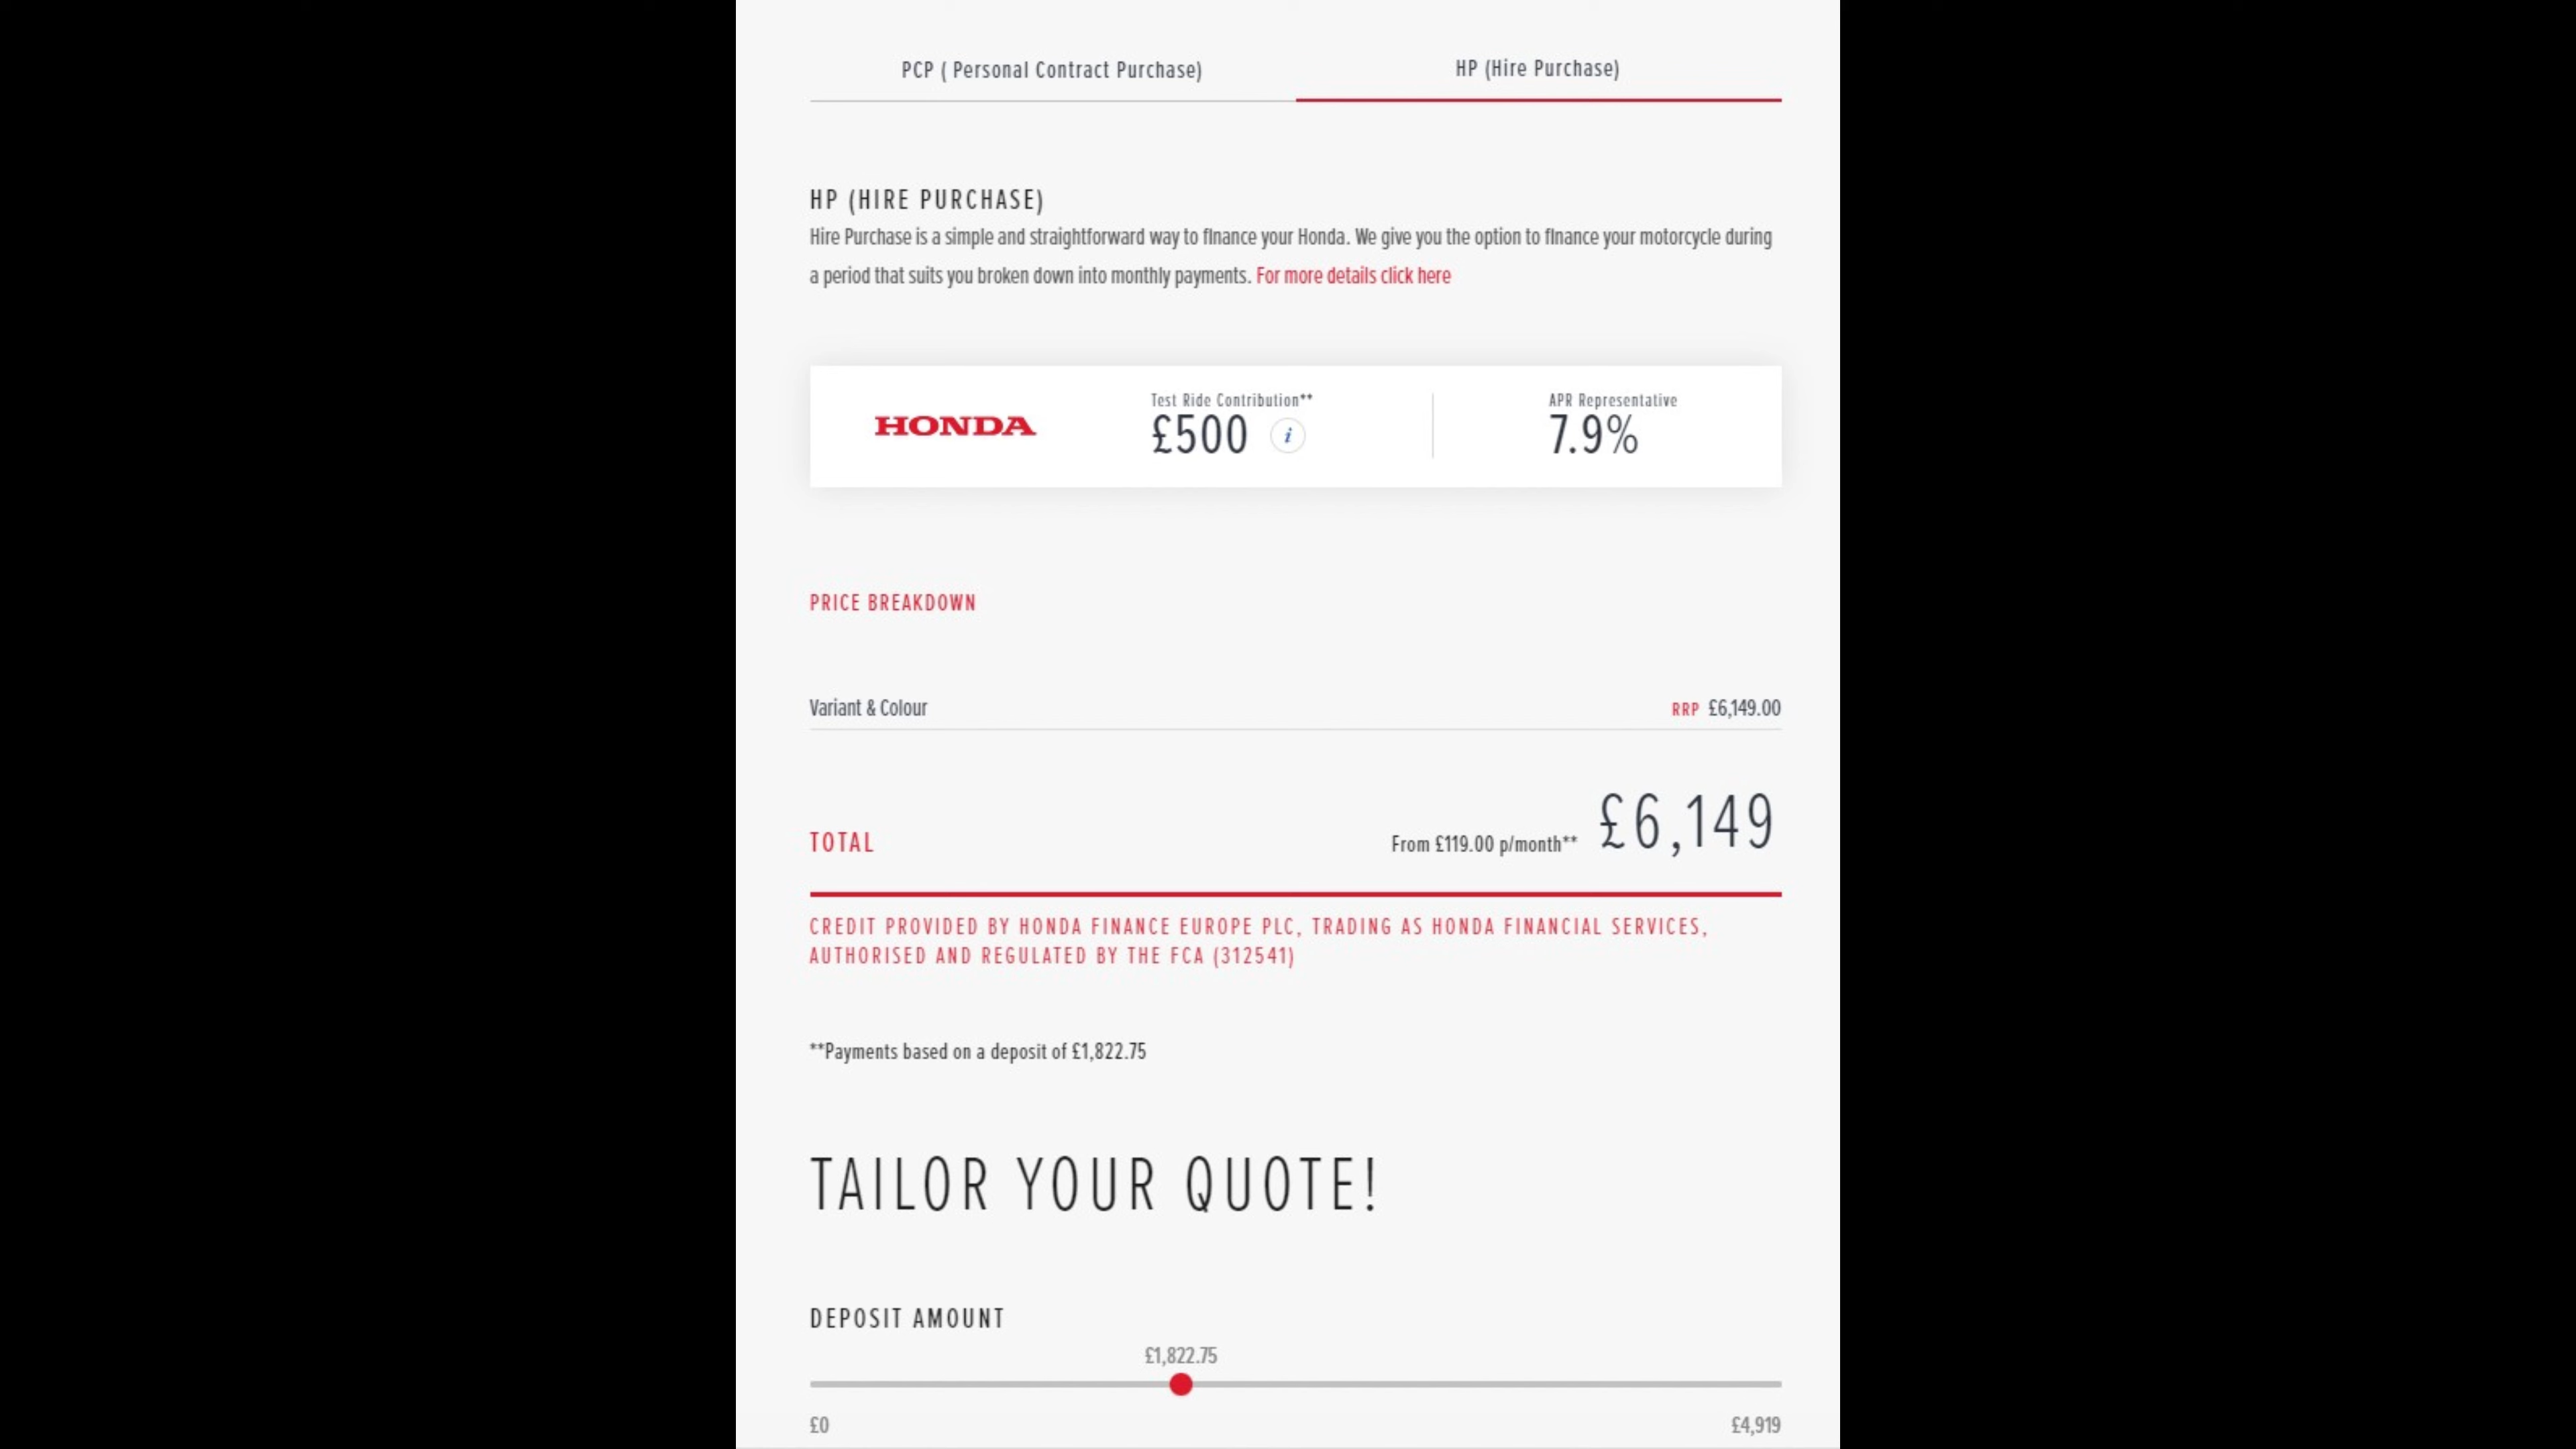 PCP ( Personal Contract Purchase)
HP (Hire Purchase)
HP (HIRE PURCHASE)
Hire Purchase is a simple and straightforward way to finance your Honda. We give you the option to finance your motorcycle during
a period that suits you broken down into monthly payments. For more details click here
HONDA
Test Ride Contribution**
£500 i
APR Representative
7.9%
PRICE BREAKDOWN
Variant & Colour RRP £6,149.00
TOTAL From £119.00 p/month** £6,149
CREDIT PROVIDED BY HONDA FINANCE EUROPE PLC, TRADING AS HONDA FINANCIAL SERVICES,
AUTHORISED AND REGULATED BY THE FCA (312541)
**Payments based on a deposit of £1,822.75
TAILOR YOUR QUOTE!
DEPOSIT AMOUNT
£1,822.75
£0 £4,919